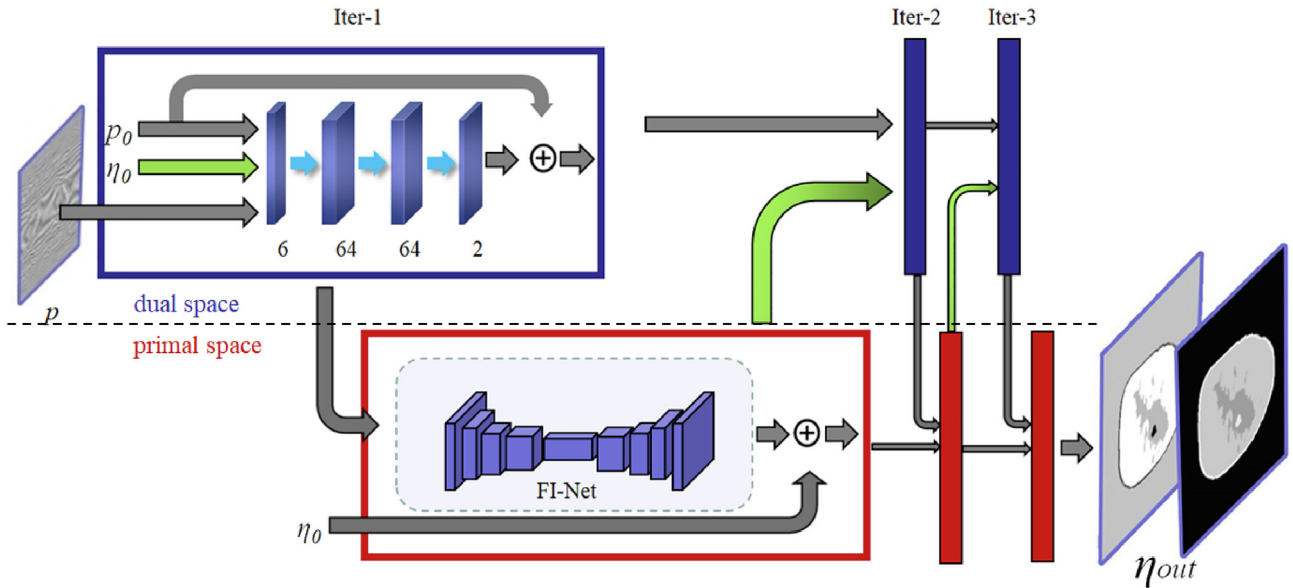 Iter-1
Iter-2
Iter-3
p0
η0
6
64
64
2
p
dual space
primal space
FI-Net
η0
ηout